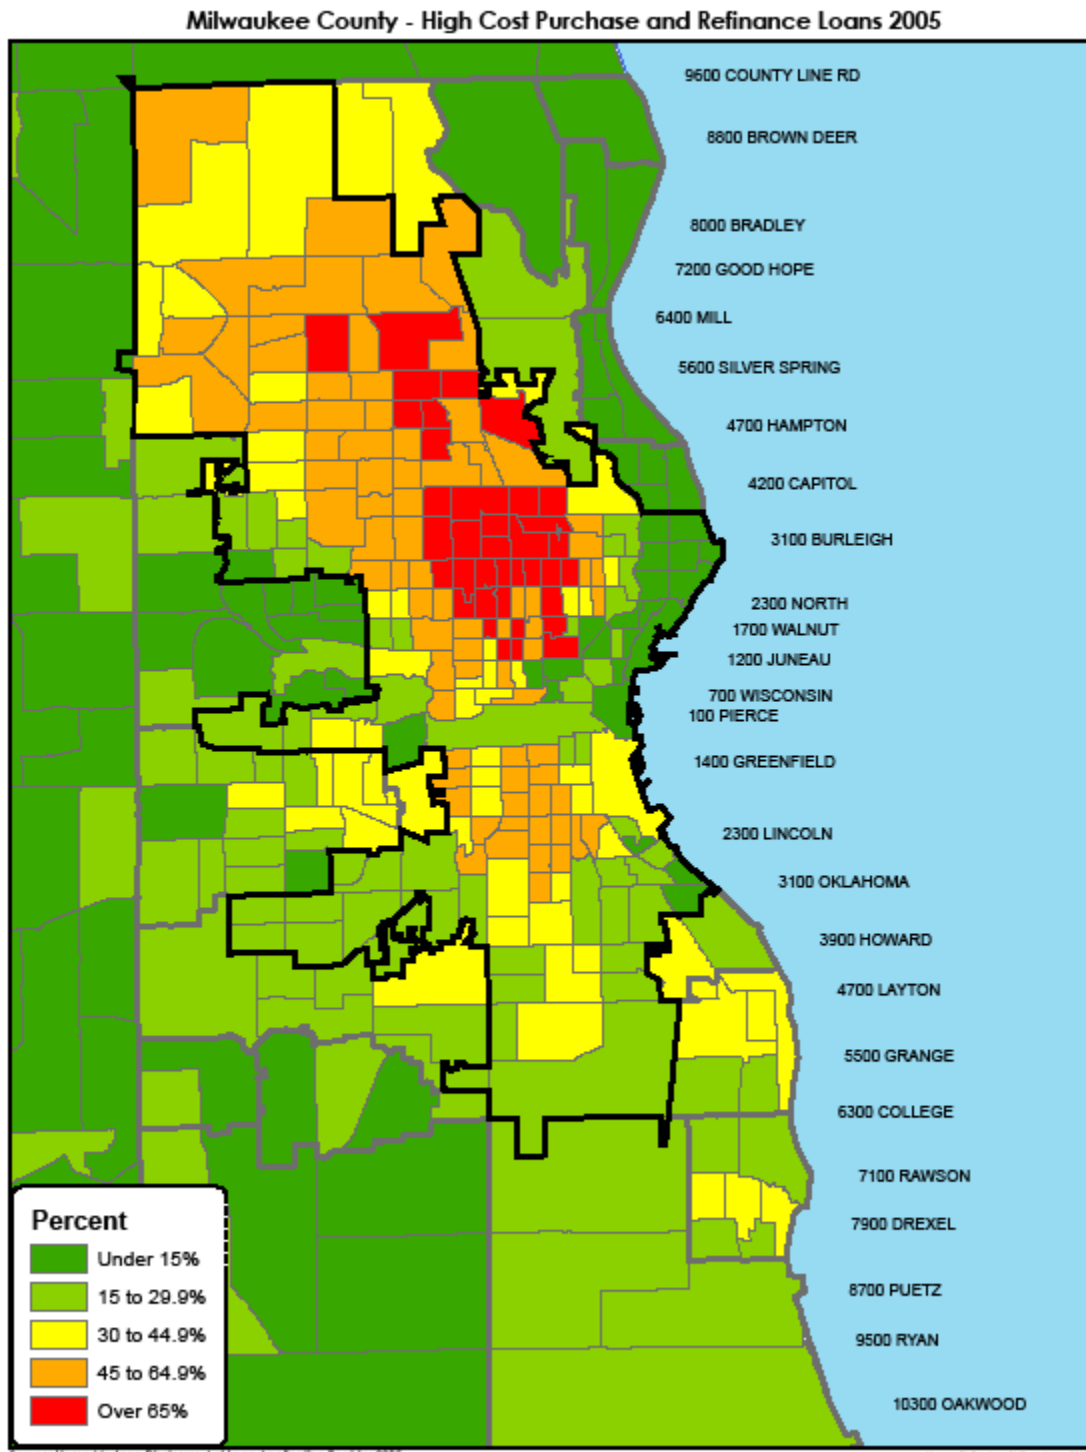 Milwaukee County - High Cost Purchase and Refinance Loans 2005
9600 COUNTY LINE RD
8800 BROWN DEER
8000 BRADLEY
7200 GOOD HOPE
6400 MILL
5600 SILVER SPRING
4700 HAMPTON
4200 CAPITOL
3100 BURLEIGH
2300 NORTH
1700 WALNUT
1200 JUNEAU
700 WISCONSIN
100 PIERCE
1400 GREENFIELD
2300 LINCOLN
3100 OKLAHOMA
3900 HOWARD
4700 LAYTON
5500 GRANGE
6300 COLLEGE
7100 RAWSON
7900 DREXEL
8700 PUETZ
9500 RYAN
10300 OAKWOOD
Percent
Under 15%
15 to 29.9%
30 to 44.9%
45 to 64.9%
Over 65%